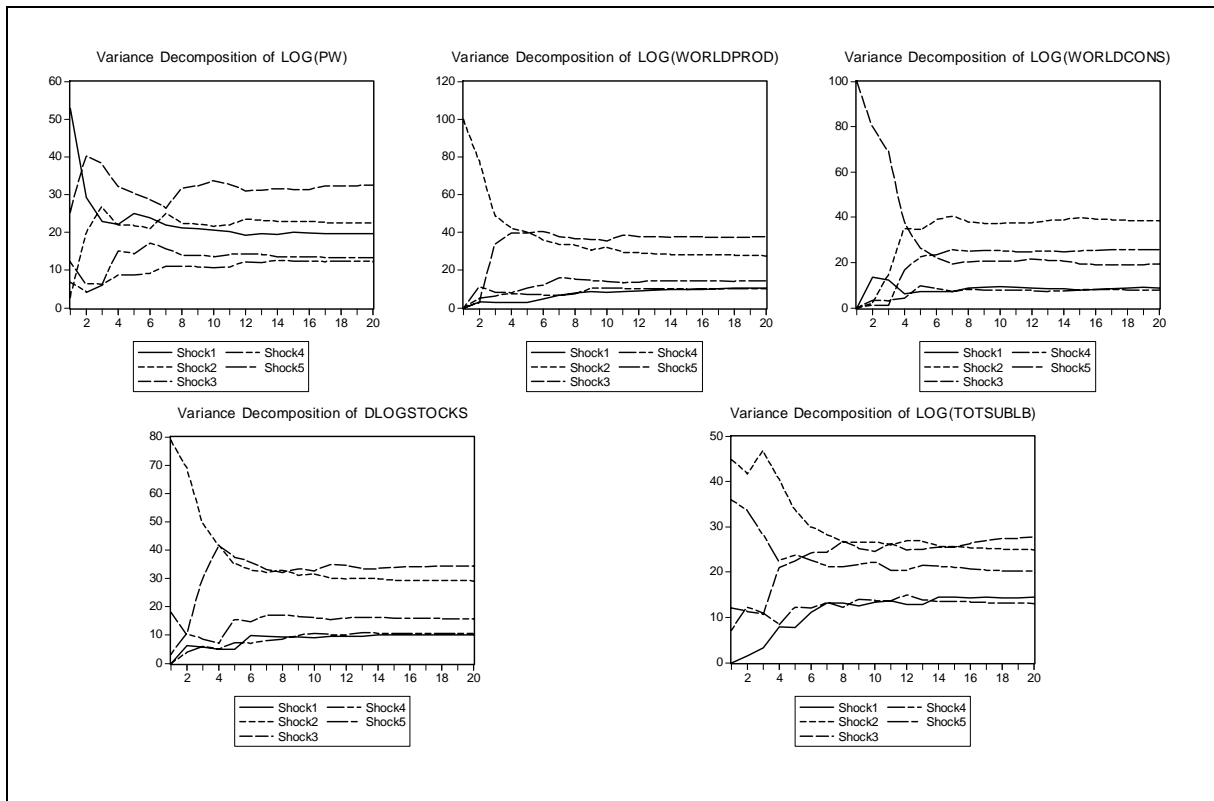 Variance Decomposition of LOG(PW)
60
50
40
30
20
10
0
2 4 6 8 10 12 14 16 18 20
Shock1 Shock4
Shock2 Shock5
Shock3
Variance Decomposition of LOG(WORLDPROD)
120
100
80
60
40
20
0
2 4 6 8 10 12 14 16 18 20
Shock1 Shock4
Shock2 Shock5
Shock3
Variance Decomposition of LOG(WORLDCONS)
100
80
60
40
20
0
2 4 6 8 10 12 14 16 18 20
Shock1 Shock4
Shock2 Shock5
Shock3
Variance Decomposition of DLOGSTOCKS
80
70
60
50
40
30
20
10
0
2 4 6 8 10 12 14 16 18 20
Shock1 Shock4
Shock2 Shock5
Shock3
Variance Decomposition of LOG(TOTSUBLB)
50
40
30
20
10
0
2 4 6 8 10 12 14 16 18 20
Shock1 Shock4
Shock2 Shock5
Shock3